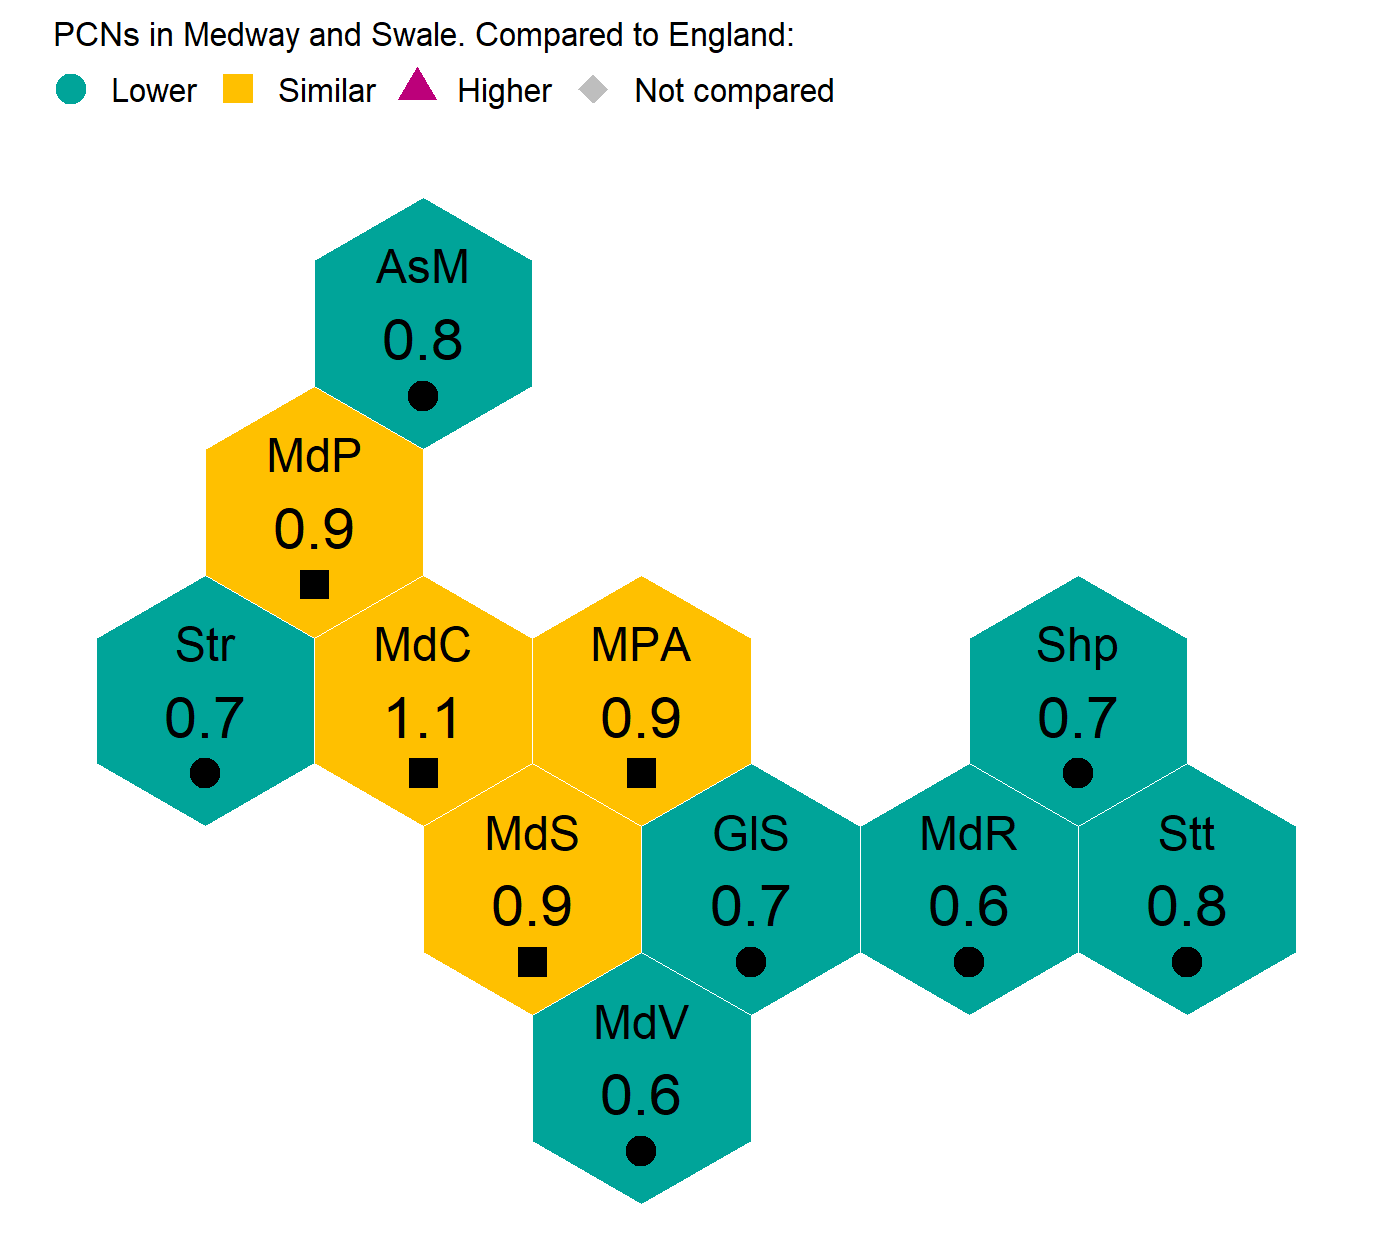 PCNs in Medway and Swale. Compared to England:
Lower Similar Higher Not compared
AsM
0.8
MdP
0.9
Str MdC MPA Shp
0.7 1.1 0.9 0.7
MdS GlS MdR Stt
0.9 0.7 0.6 0.8
MdV
0.6